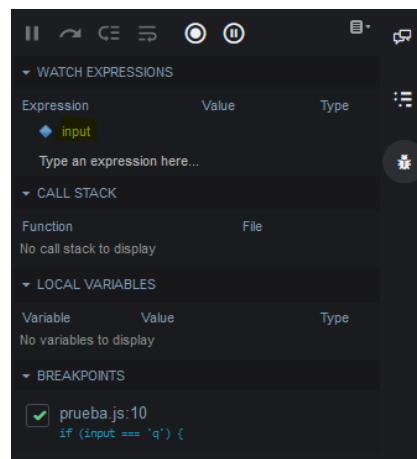 WATCH EXPRESSIONS
Expression Value Type
input
Type an expression here...
CALL STACK
Function File
No call stack to display
LOCAL VARIABLES
Variable Value Type
No variables to display
BREAKPOINTS
prueba.js:10
if (input === 'q') {